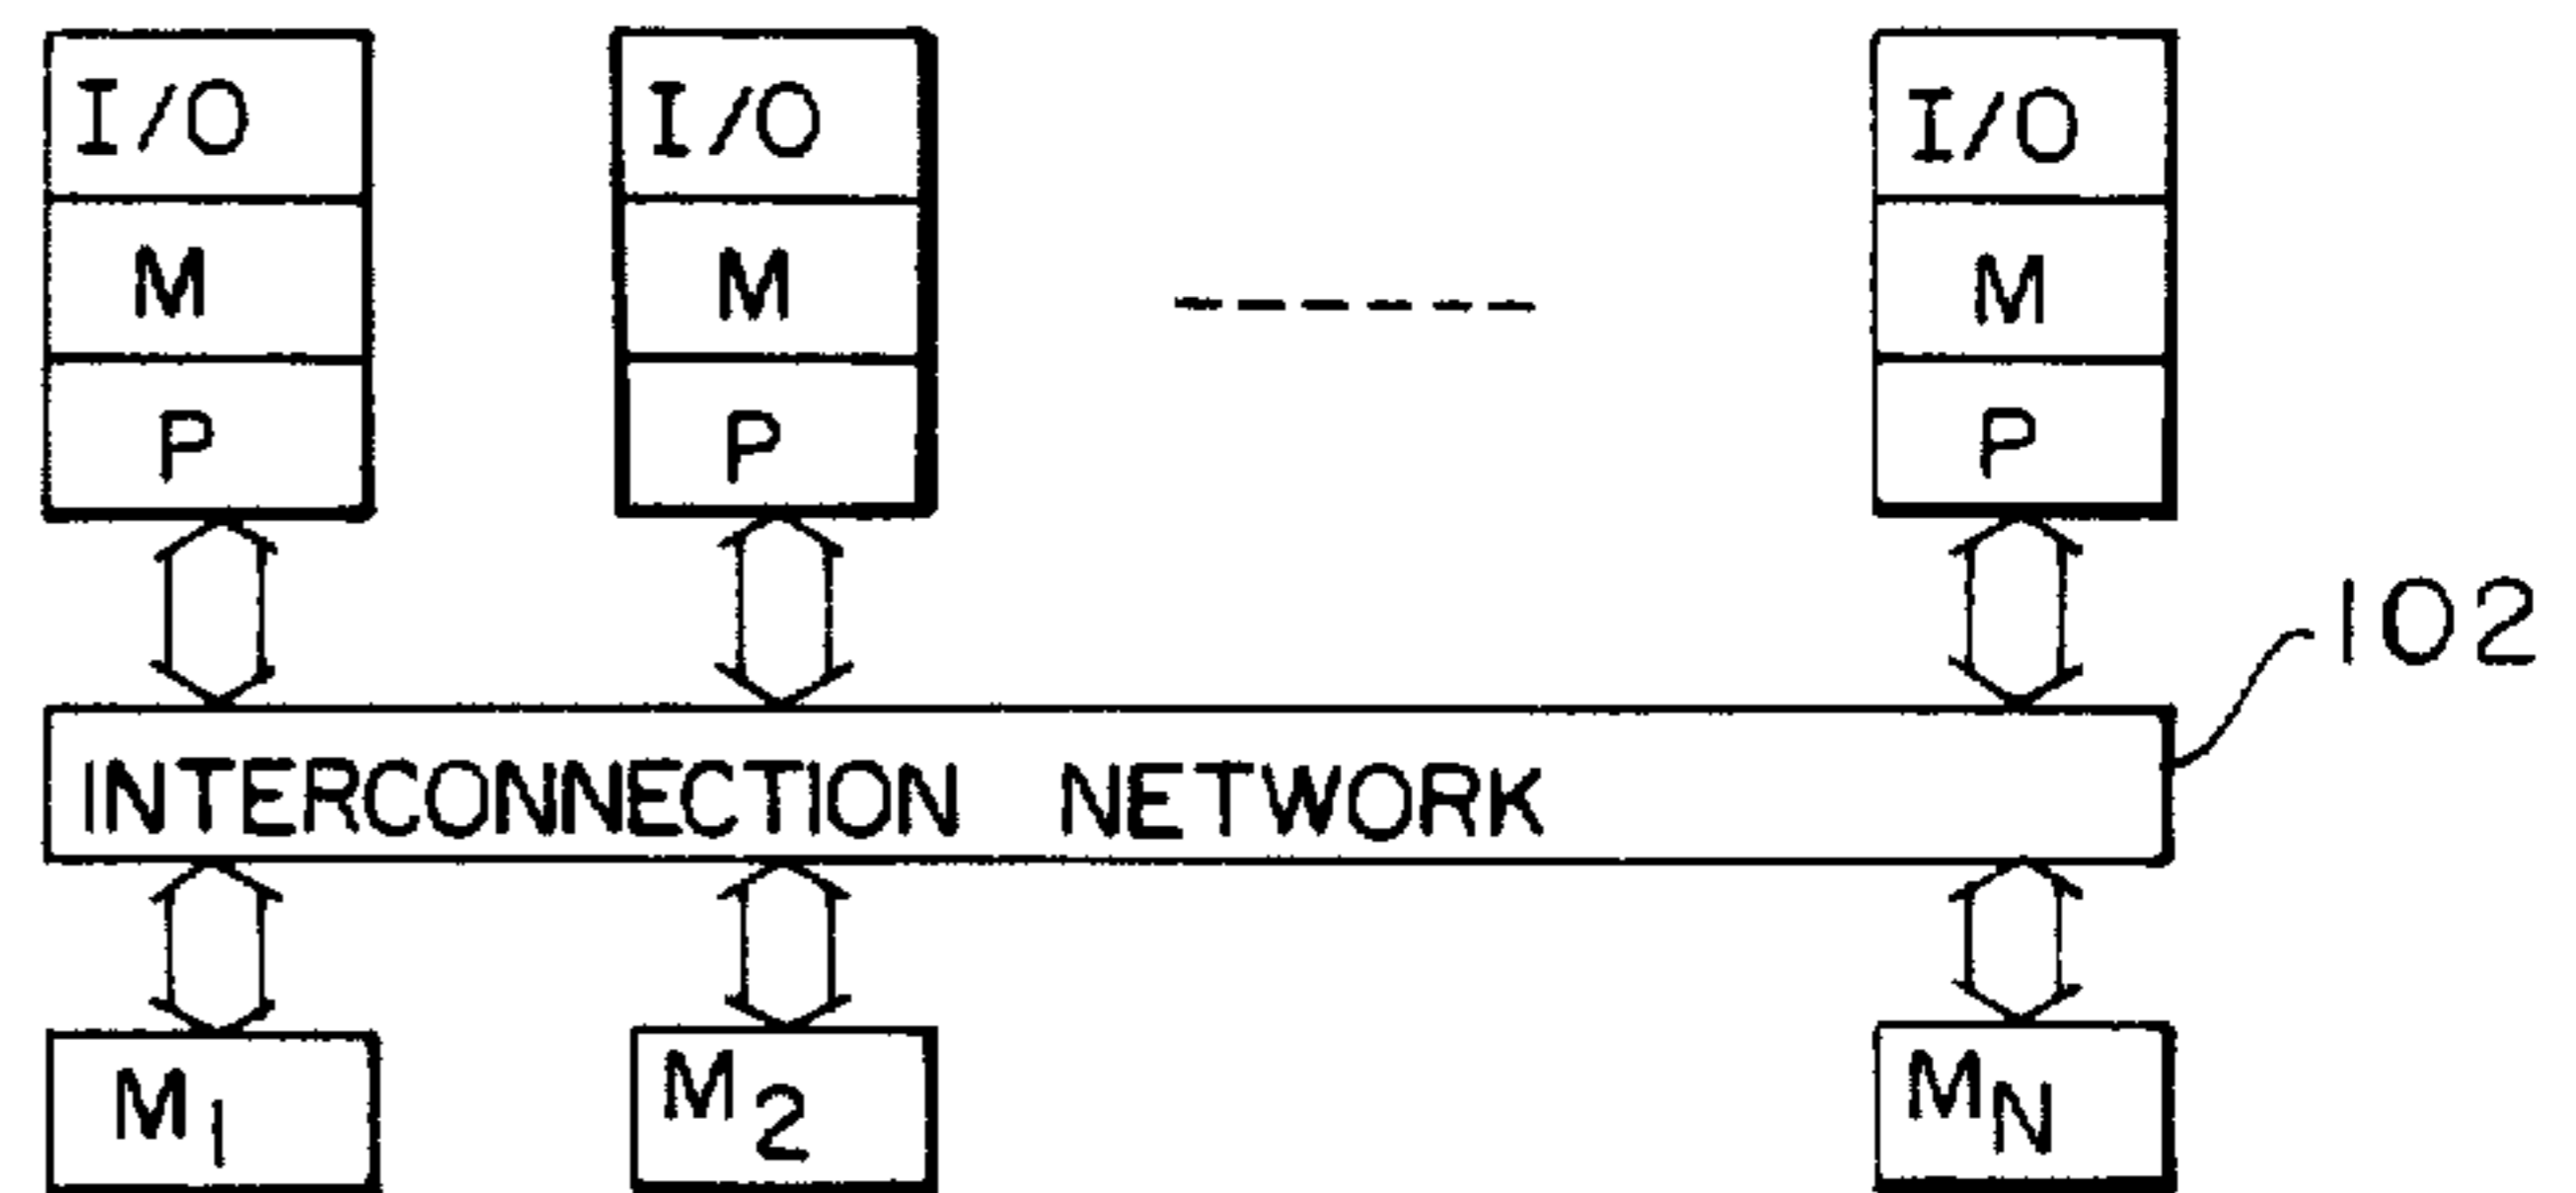 I/O I/O I/O
M M M
P P P
102
INTERCONNECTION NETWORK
M1 M2 MN